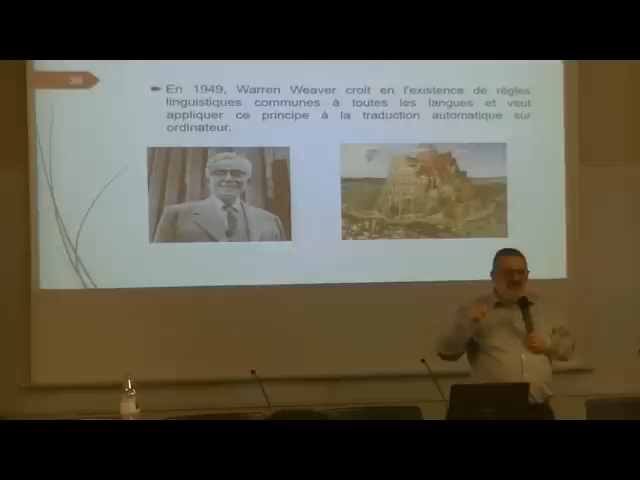 38
En 1949, Warren Weaver croit en l'existence de règles
linguistiques communes à toutes les langues et veut
appliquer ce principe à la traduction automatique sur
ordinateur.